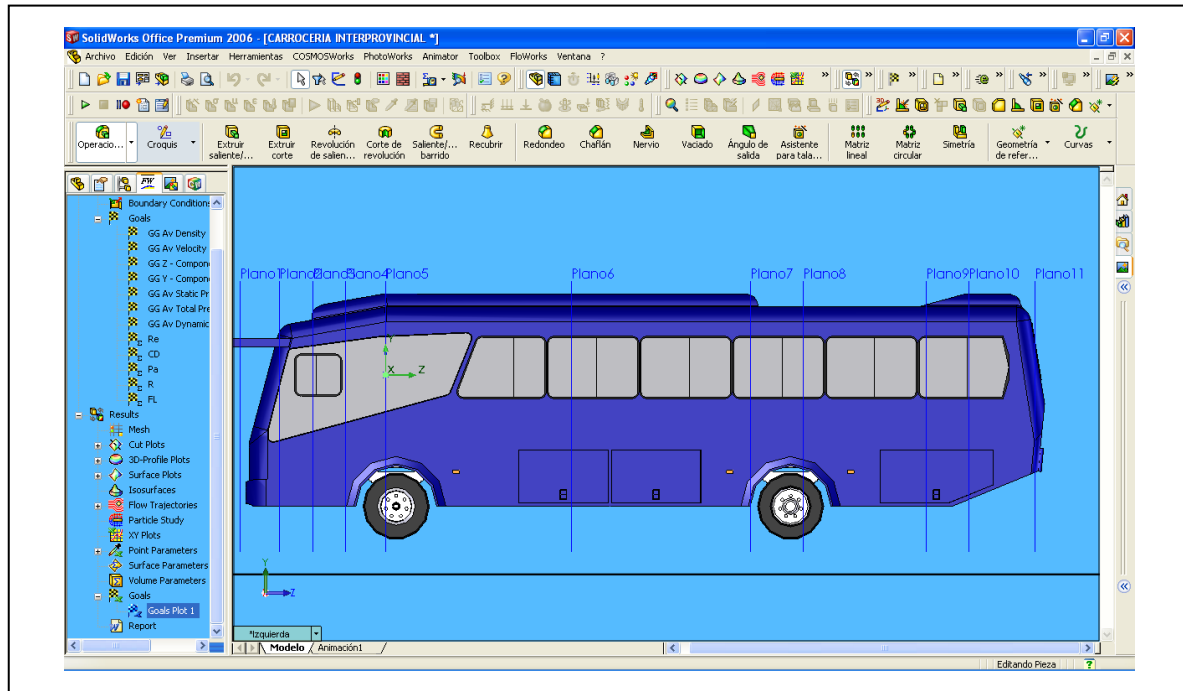 SolidWorks Office Premium 2006 - [CARROCERIA INTERPROVINCIAL *]
Archivo Edición Ver Insertar Herramientas COSMOSWorks PhotoWorks Animator Toolbox FloWorks Ventana ?
Operacio... Croquis Extruir saliente/... Extruir corte Revolución de salien... Corte de revolución Saliente/... barrido Recubrir Redondeo Chaflán Nervio Vaciado Ángulo de salida Asistente para tala... Matriz lineal Matriz circular Simetría Geometría de refer... Curvas
Boundary Conditions
Goals
GG Av Density
GG Av Velocity
GG Z - Compon
GG Y - Compon
GG Av Static Pr
GG Av Total Pre
GG Av Dynamic
Re
CD
Pa
R
FL
Results
Mesh
Cut Plots
3D-Profile Plots
Surface Plots
Isosurfaces
Flow Trajectories
Particle Study
XY Plots
Point Parameters
Surface Parameters
Volume Parameters
Goals
Goals Plot 1
Report
Plano1 Plano2 Plano3 Plano4 Plano5 Plano6 Plano7 Plano8 Plano9 Plano10 Plano11
Y
X Z
Y
Z
*Izquierda
Modelo Animación1
Editando Pieza ?